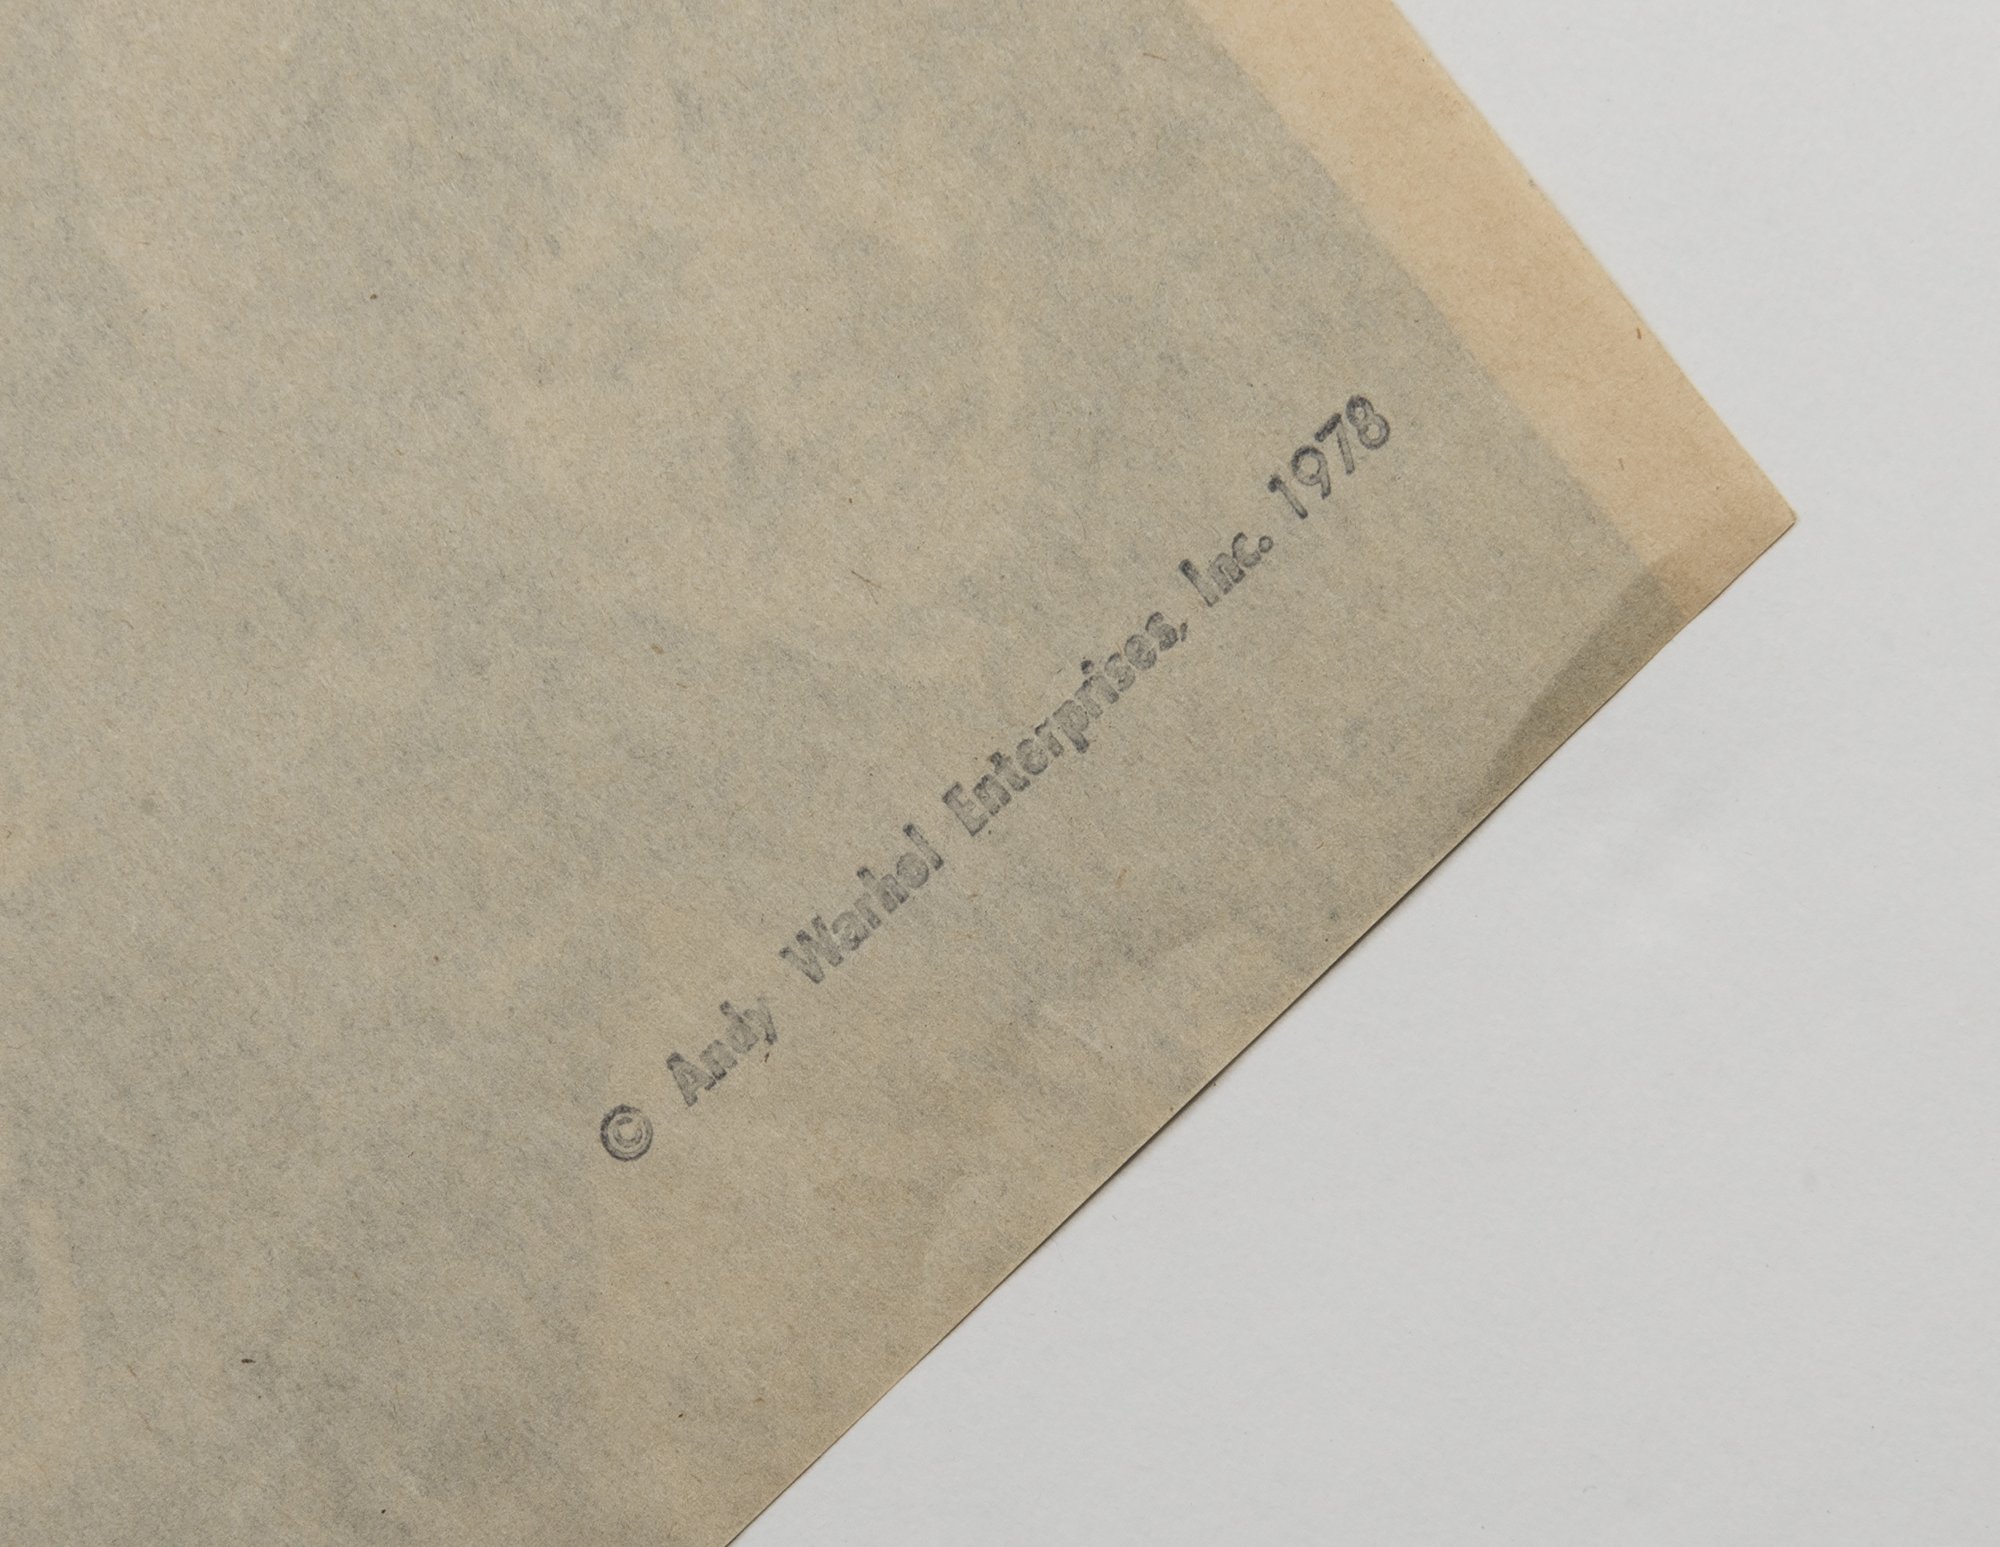 © Andy Warhol Enterprises, Inc. 1978